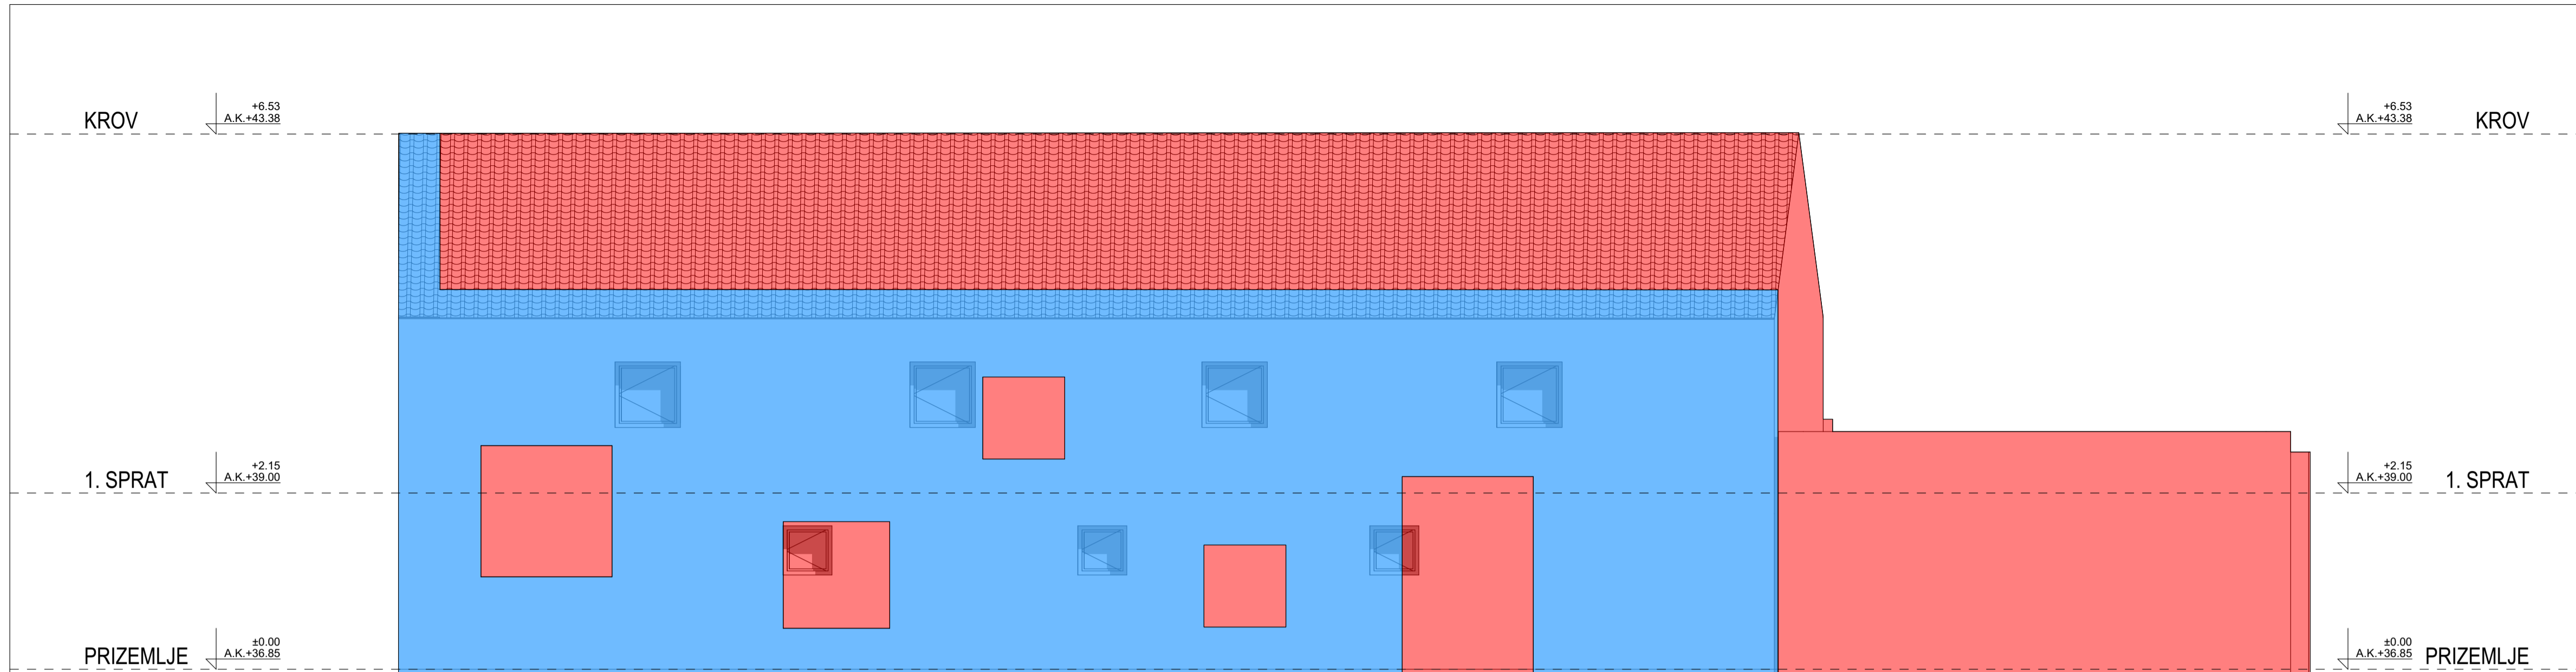 KROV
+6.53
A.K.+43.38
+6.53
A.K.+43.38
KROV
1. SPRAT
+2.15
A.K.+39.00
+2.15
A.K.+39.00
1. SPRAT
PRIZEMLJE
±0.00
A.K.+36.85
±0.00
A.K.+36.85
PRIZEMLJE